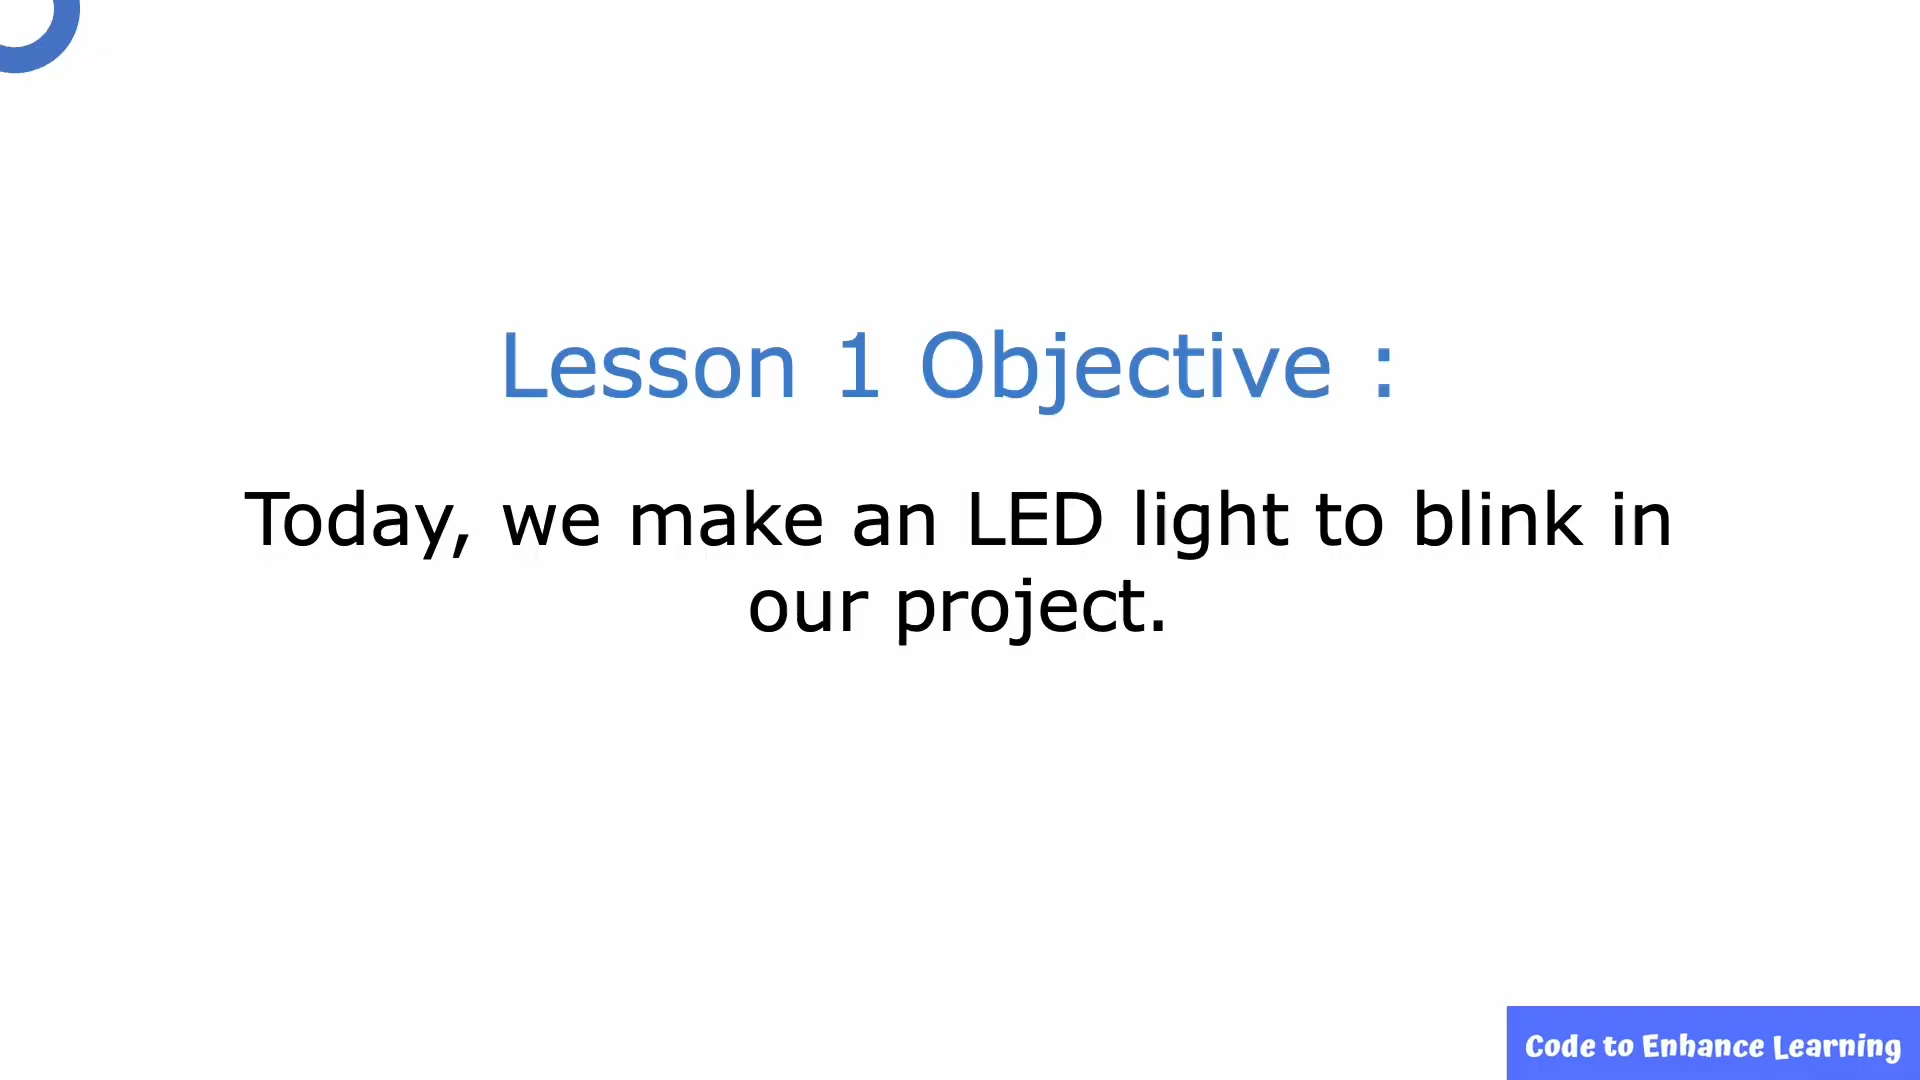 Lesson 1 Objective :
Today, we make an LED light to blink in
our project.
Code to Enhance Learning